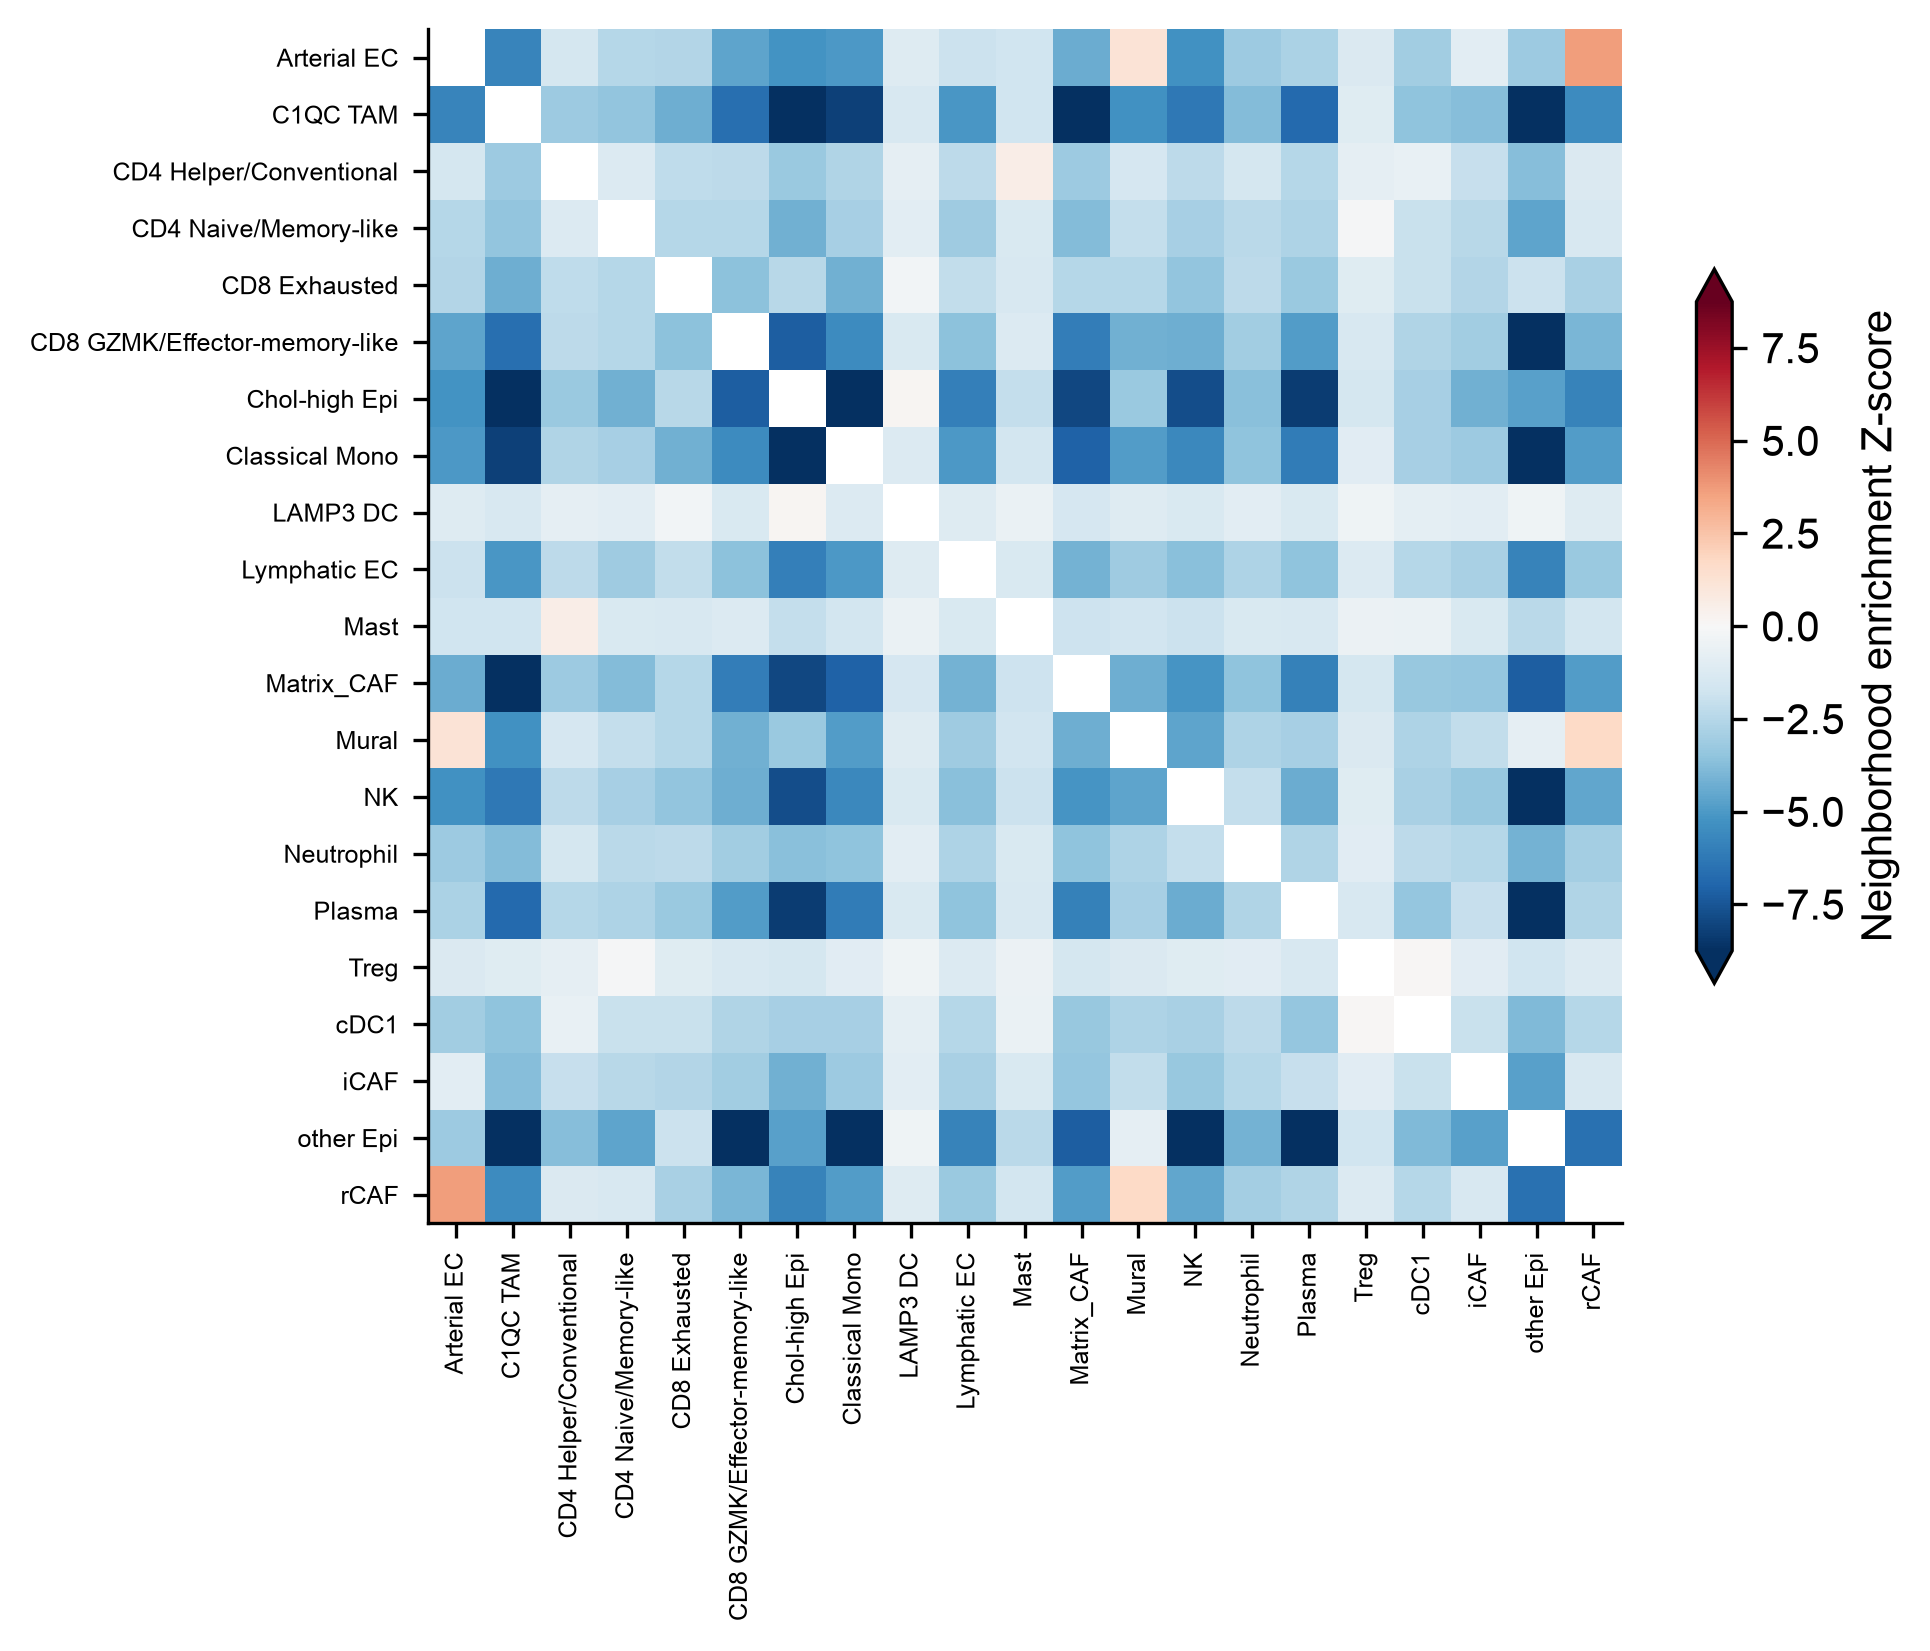 Arterial EC
C1QC TAM
CD4 Helper/Conventional
CD4 Naive/Memory-like
CD8 Exhausted
CD8 GZMK/Effector-memory-like
Chol-high Epi
Classical Mono
LAMP3 DC
Lymphatic EC
Mast
Matrix_CAF
Mural
NK
Neutrophil
Plasma
Treg
cDC1
iCAF
other Epi
rCAF
Arterial EC
C1QC TAM
CD4 Helper/Conventional
CD4 Naive/Memory-like
CD8 Exhausted
CD8 GZMK/Effector-memory-like
Chol-high Epi
Classical Mono
LAMP3 DC
Lymphatic EC
Mast
Matrix_CAF
Mural
NK
Neutrophil
Plasma
Treg
cDC1
iCAF
other Epi
rCAF
7.5
5.0
2.5
0.0
−2.5
−5.0
−7.5
Neighborhood enrichment Z-score